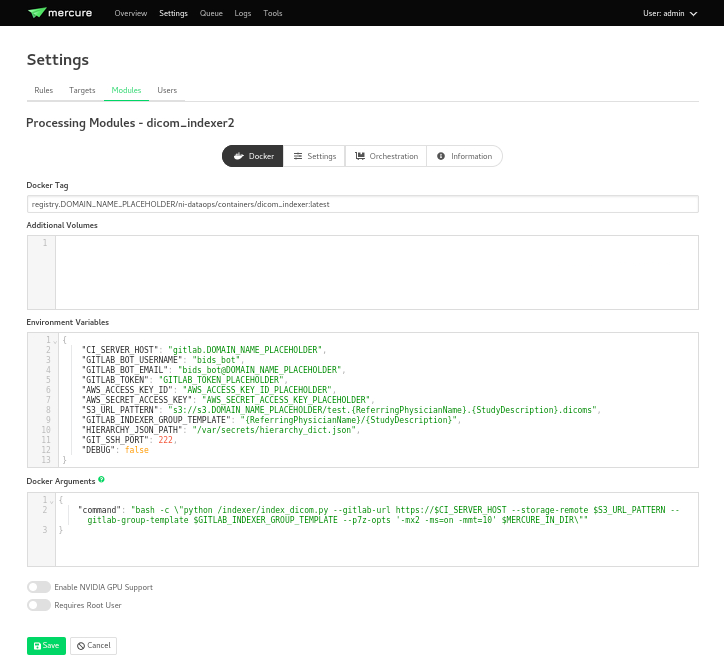 mercure Overview Settings Queue Logs Tools User: admin
Settings
Rules Targets Modules Users
Processing Modules - dicom_indexer2
Docker Settings Orchestration Information
Docker Tag
registry.DOMAIN_NAME_PLACEHOLDER/ni-dataops/containers/dicom_indexer:latest
Additional Volumes
1
Environment Variables
1 {
2 "CI_SERVER_HOST": "gitlab.DOMAIN_NAME_PLACEHOLDER",
3 "GITLAB_BOT_USERNAME": "bids_bot",
4 "GITLAB_BOT_EMAIL": "bids_bot@DOMAIN_NAME_PLACEHOLDER",
5 "GITLAB_TOKEN": "GITLAB_TOKEN_PLACEHOLDER",
6 "AWS_ACCESS_KEY_ID": "AWS_ACCESS_KEY_ID_PLACEHOLDER",
7 "AWS_SECRET_ACCESS_KEY": "AWS_SECRET_ACCESS_KEY_PLACEHOLDER",
8 "S3_URL_PATTERN": "s3://s3.DOMAIN_NAME_PLACEHOLDER/test.{ReferringPhysicianName}.{StudyDescription}.dicoms",
9 "GITLAB_INDEXER_GROUP_TEMPLATE": "{ReferringPhysicianName}/{StudyDescription}",
10 "HIERARCHY_JSON_PATH": "/var/secrets/hierarchy_dict.json",
11 "GIT_SSH_PORT": 222,
12 "DEBUG": false
13 }
Docker Arguments ?
1 {
2 "command": "bash -c \"python /indexer/index_dicom.py --gitlab-url https://$CI_SERVER_HOST --storage-remote $S3_URL_PATTERN --
gitlab-group-template $GITLAB_INDEXER_GROUP_TEMPLATE --p7z-opts '-mx2 -ms=on -mmt=10' $MERCURE_IN_DIR\""
3 }
Enable NVIDIA GPU Support
Requires Root User
Save Cancel